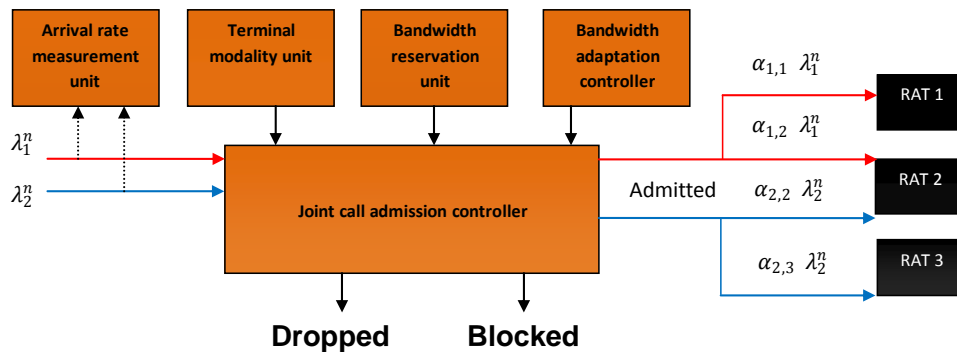 Arrival rate
measurement
unit
Terminal
modality unit
Bandwidth
reservation
unit
Bandwidth
adaptation
controller
α₁,₁ λ₁ⁿ
RAT 1
α₁,₂ λ₁ⁿ
λ₁ⁿ
λ₂ⁿ
Joint call admission controller
Admitted
α₂,₂ λ₂ⁿ
RAT 2
α₂,₃ λ₂ⁿ
RAT 3
Dropped
Blocked